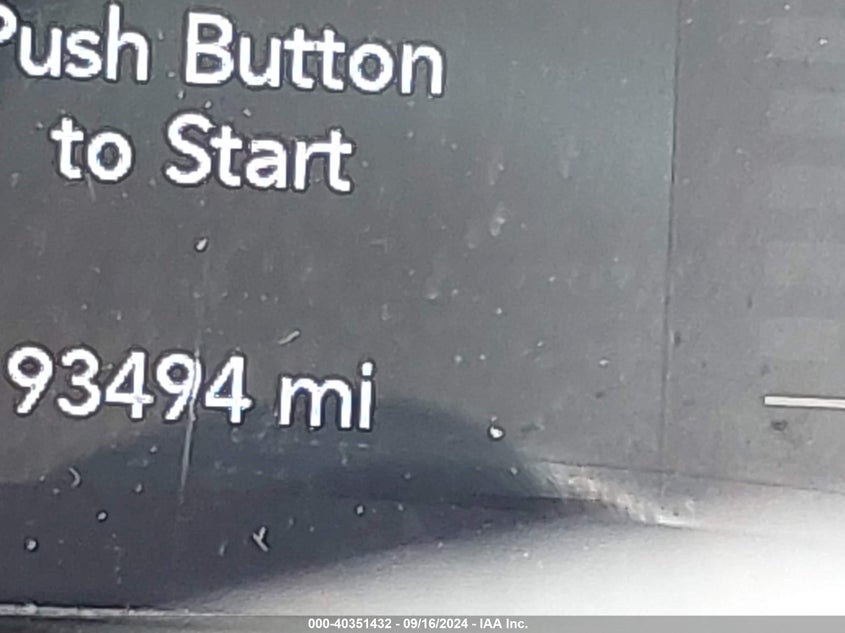 Push Button
to Start
93494 mi
000-40351432 - 09/16/2024 - IAA Inc.